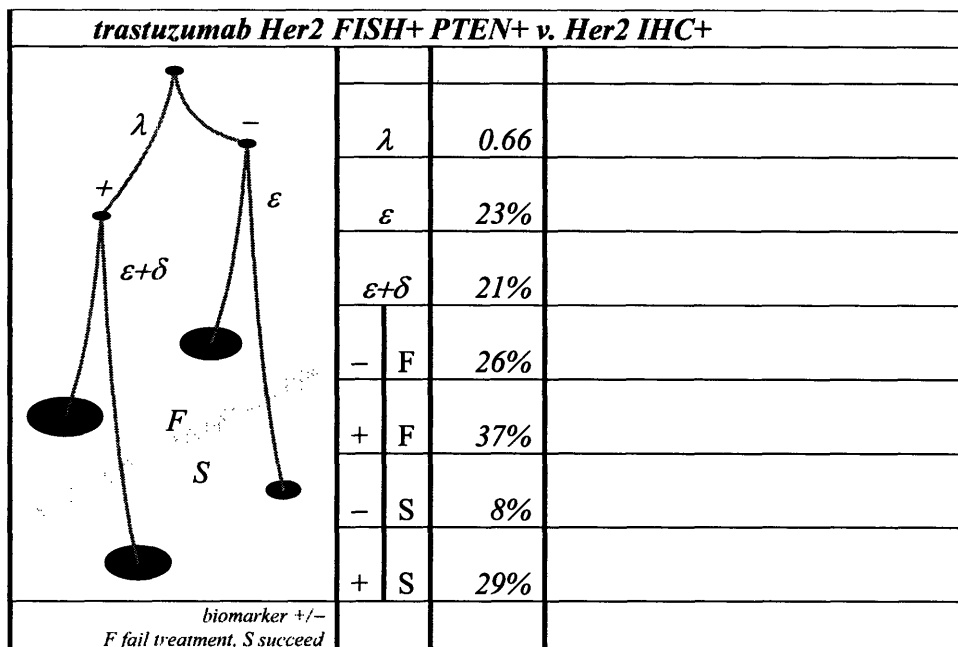 trastuzumab Her2 FISH+ PTEN+ v. Her2 IHC+
λ
−
+
ε
ε+δ
F
S
λ 0.66
ε 23%
ε+δ 21%
− F 26%
+ F 37%
− S 8%
+ S 29%
biomarker +/−
F fail treatment, S succeed